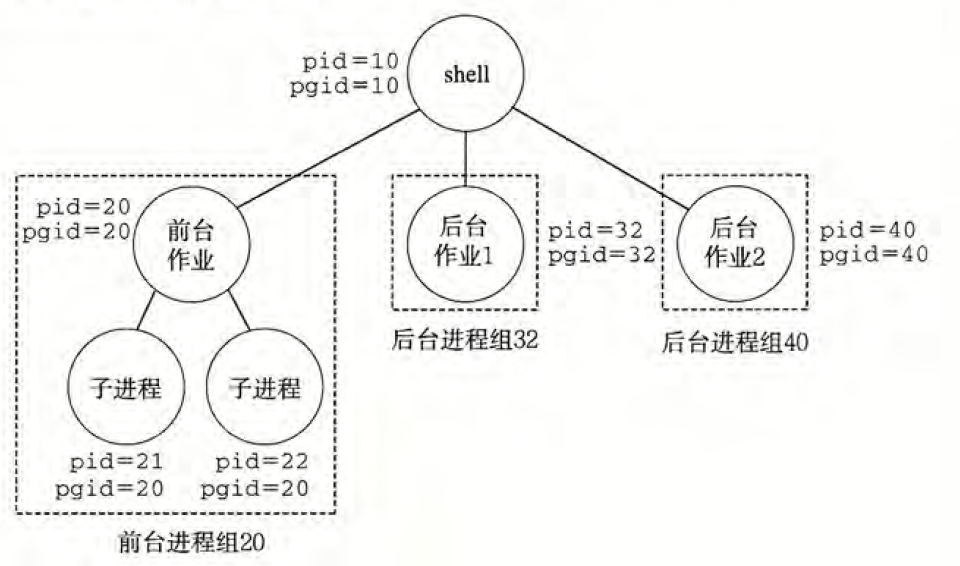 pid=10
pgid=10
shell
pid=20
pgid=20
前台
作业
后台
作业1
pid=32
pgid=32
后台
作业2
pid=40
pgid=40
后台进程组32
后台进程组40
子进程
子进程
pid=21
pgid=20
pid=22
pgid=20
前台进程组20